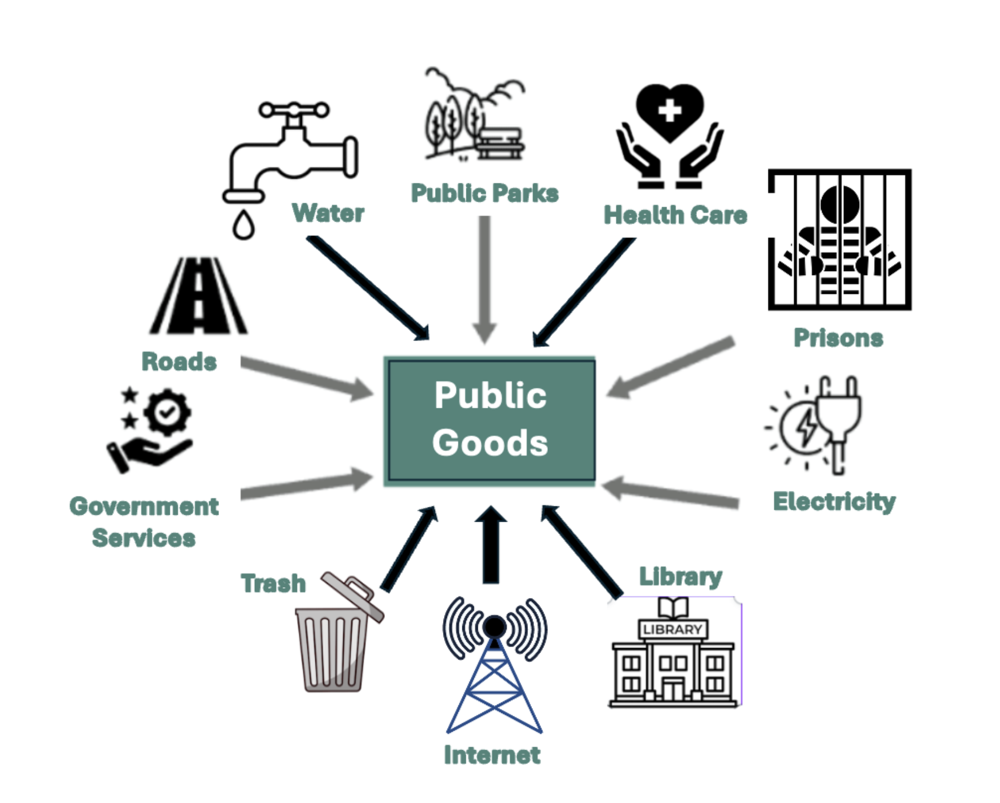 Public Parks
Water
Health Care
Prisons
Roads
Public
Goods
Government
Services
Electricity
Trash
Library
LIBRARY
Internet